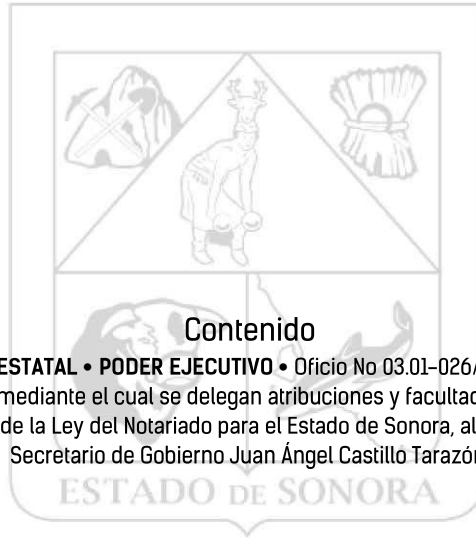 Contenido
ESTATAL • PODER EJECUTIVO • Oficio No 03.01-026/
mediante el cual se delegan atribuciones y facultad
de la Ley del Notariado para el Estado de Sonora, al
Secretario de Gobierno Juan Ángel Castillo Tarazón
ESTADO DE SONORA